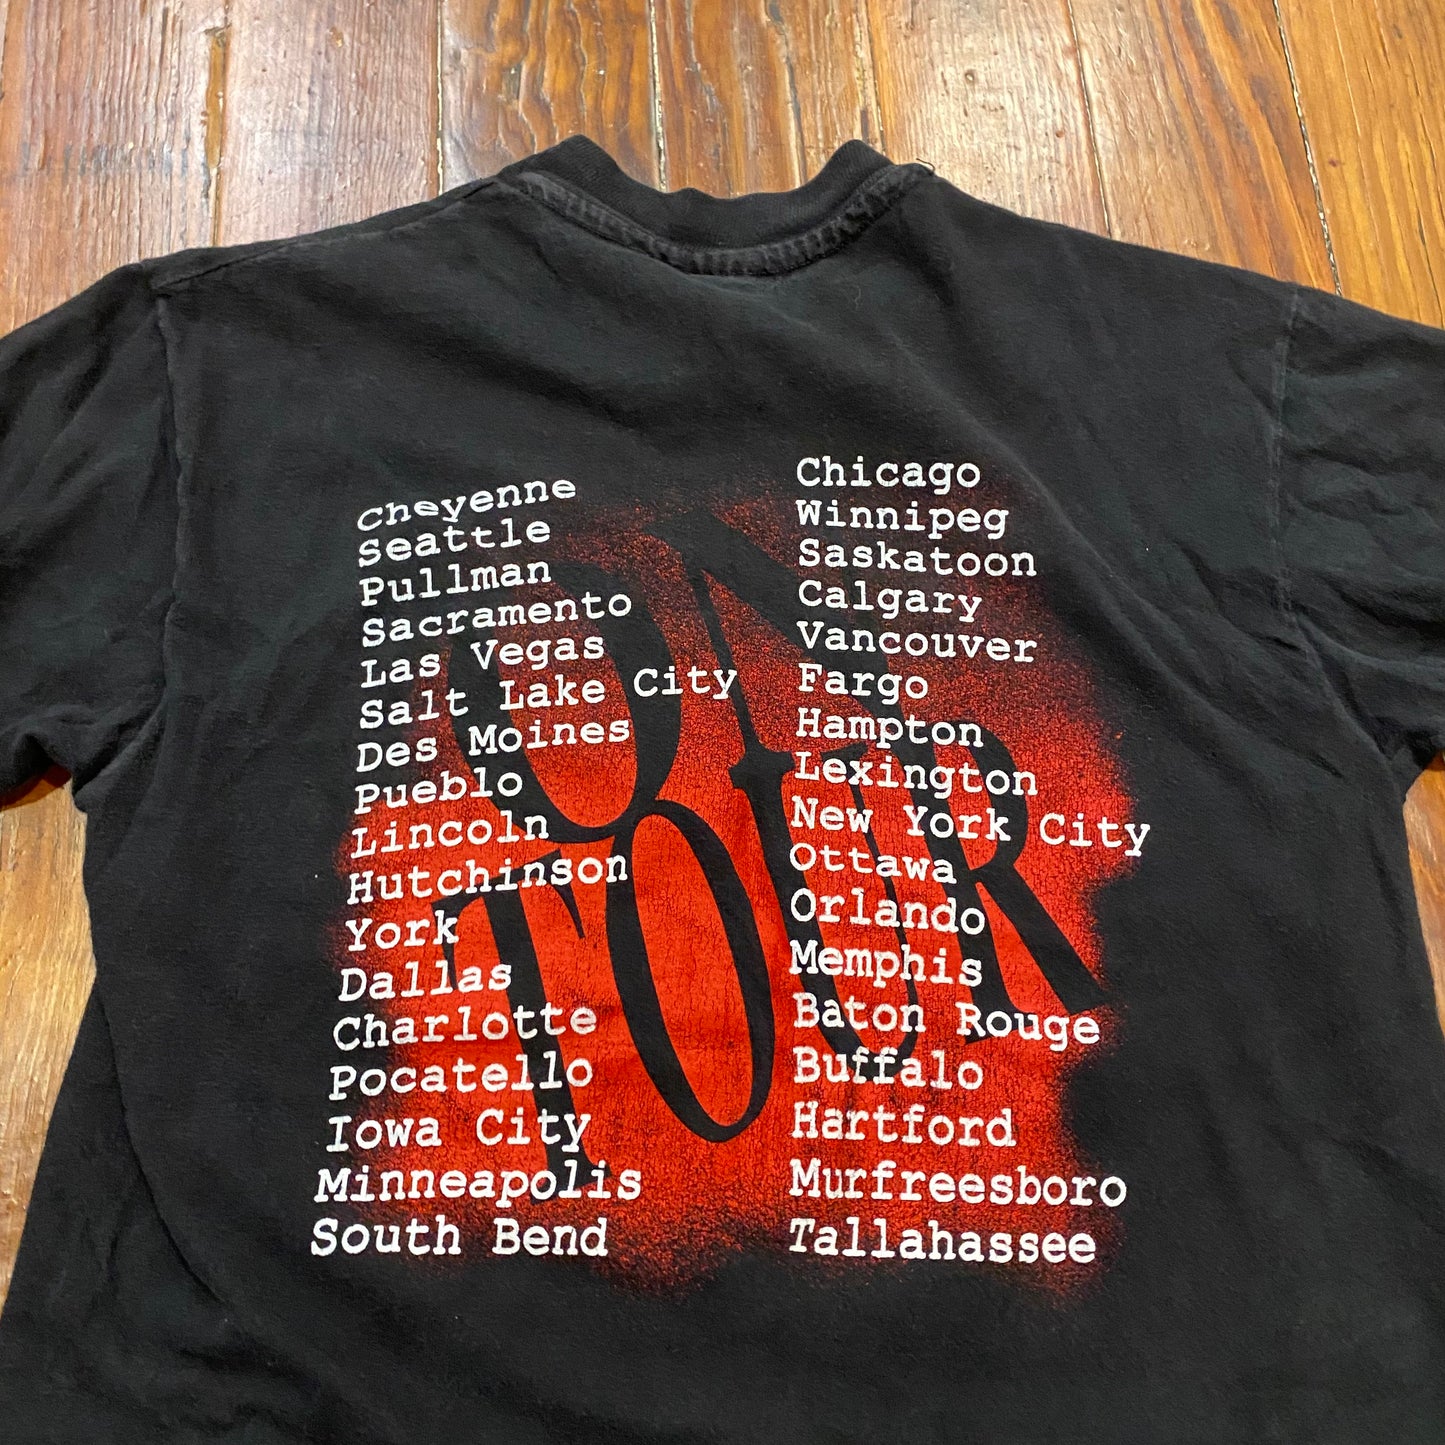 Cheyenne
Seattle
Pullman
Sacramento
Las Vegas
Salt Lake City
Des Moines
Pueblo
Lincoln
Hutchinson
York
Dallas
Charlotte
Pocatello
Iowa City
Minneapolis
South Bend
Chicago
Winnipeg
Saskatoon
Calgary
Vancouver
Fargo
Hampton
Lexington
New York City
Ottawa
Orlando
Memphis
Baton Rouge
Buffalo
Hartford
Murfreesboro
Tallahassee
ON
TOUR